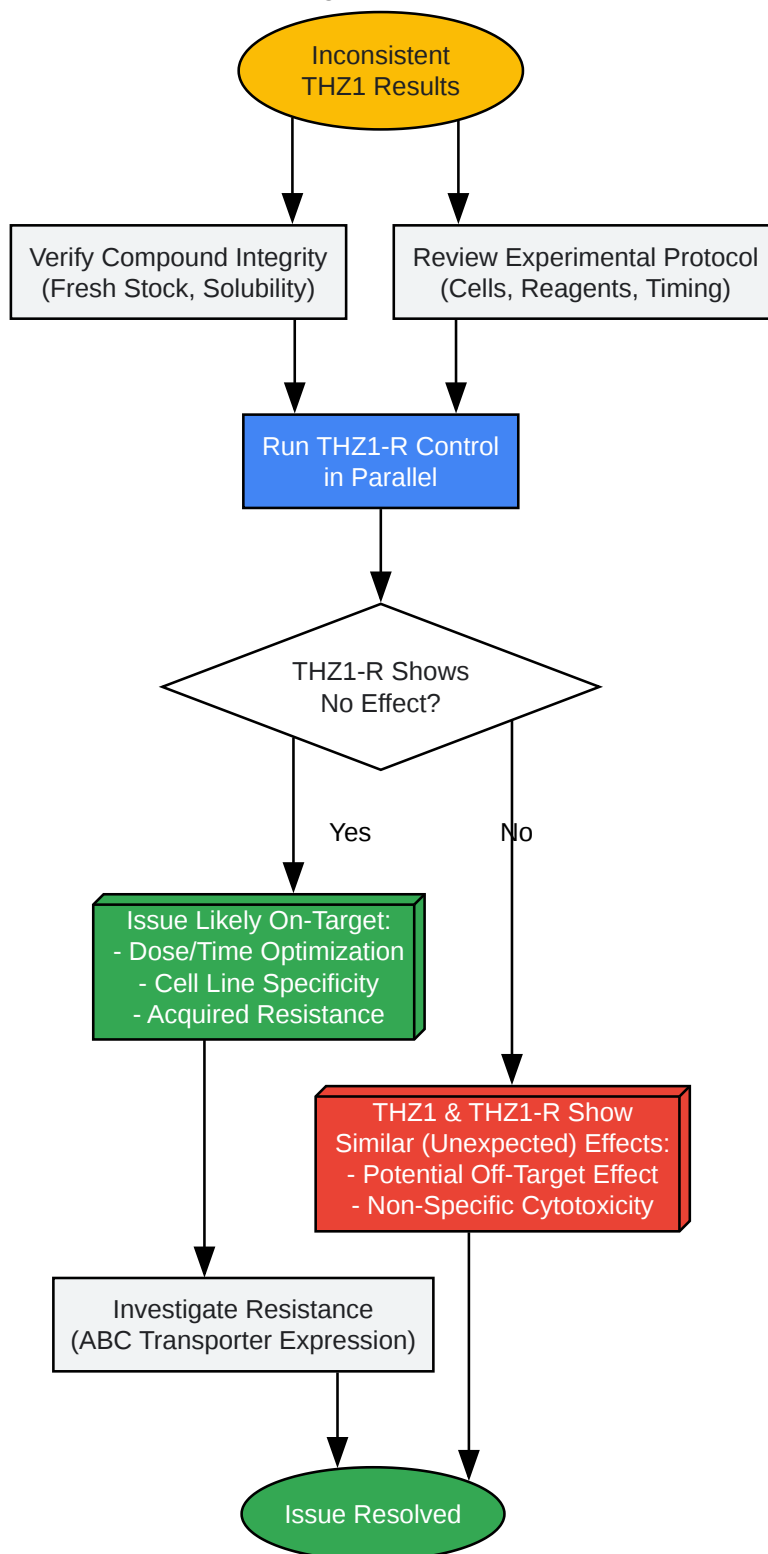 Inconsistent
THZ1 Results
Verify Compound Integrity
(Fresh Stock, Solubility)
Review Experimental Protocol
(Cells, Reagents, Timing)
Run THZ1-R Control
in Parallel
THZ1-R Shows
No Effect?
Yes
No
Issue Likely On-Target:
- Dose/Time Optimization
- Cell Line Specificity
- Acquired Resistance
THZ1 & THZ1-R Show
Similar (Unexpected) Effects:
- Potential Off-Target Effect
- Non-Specific Cytotoxicity
Investigate Resistance
(ABC Transporter Expression)
Issue Resolved